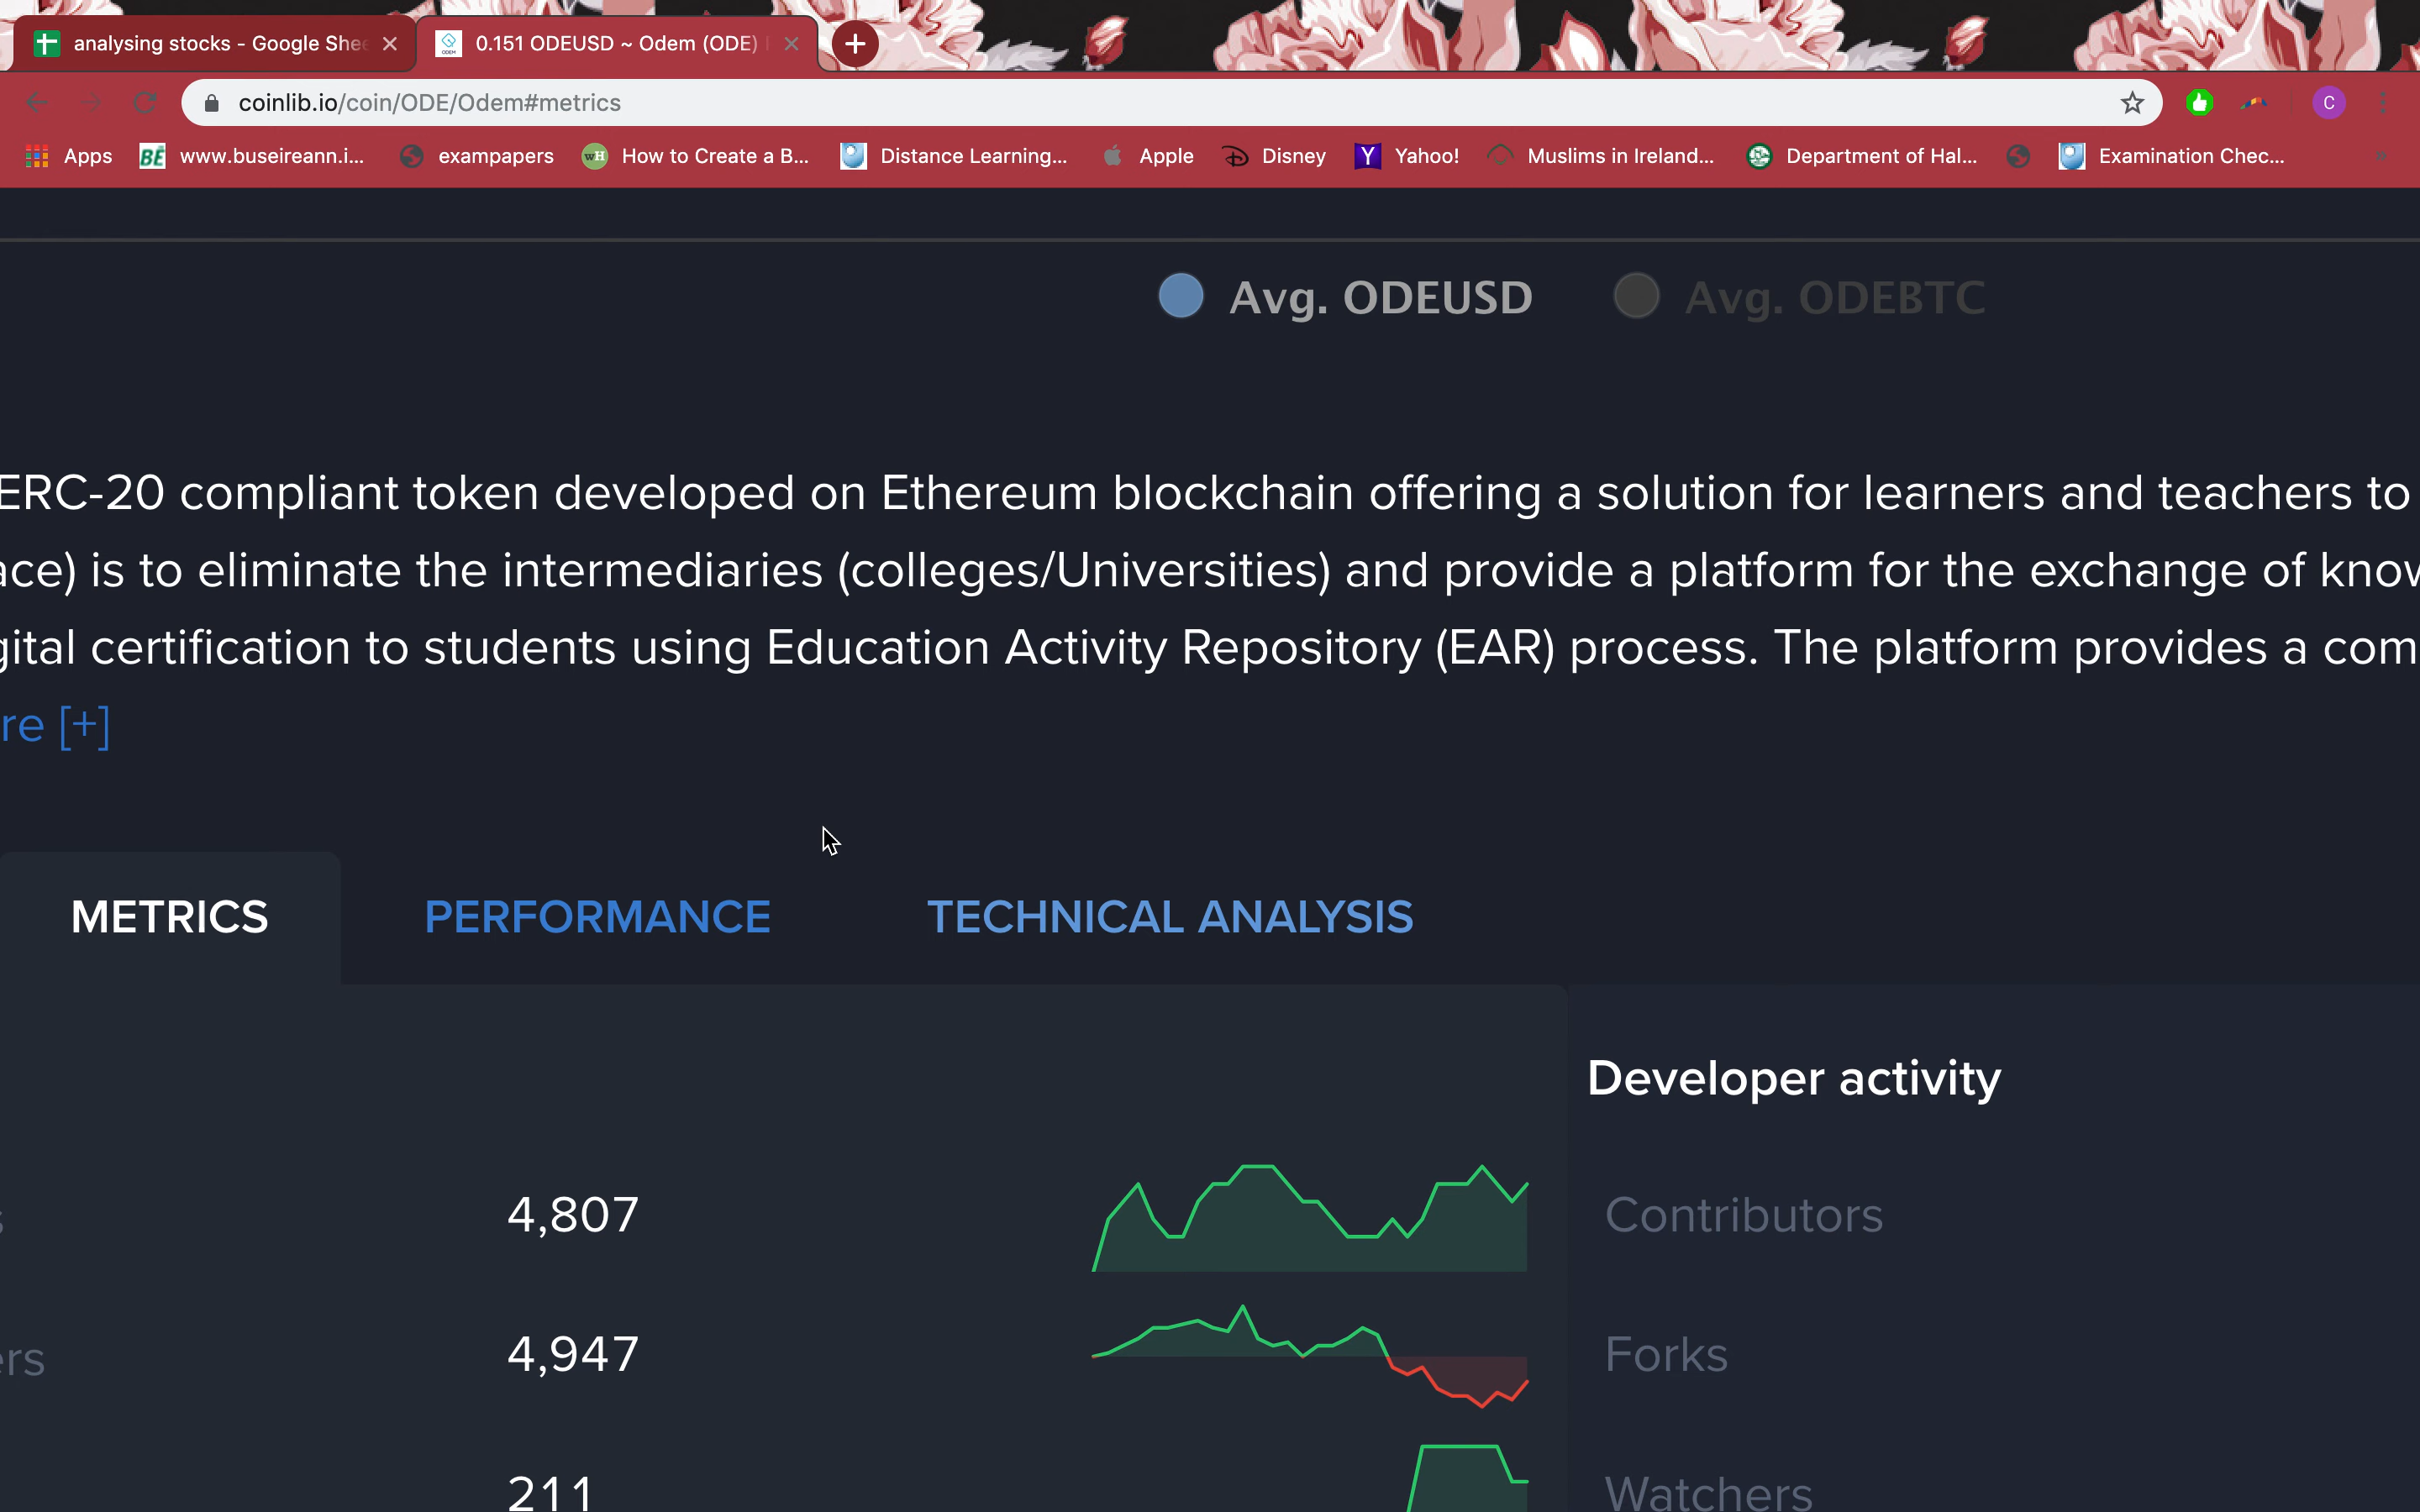 analysing stocks - Google Shee
0.151 ODEUSD ~ Odem (ODE)
coinlib.io/coin/ODE/Odem#metrics
C
Apps BE www.buseireann.i... exampapers wH How to Create a B... Distance Learning... Apple Disney Y Yahoo! Muslims in Ireland... Department of Hal... Examination Chec...
Avg. ODEUSD Avg. ODEBTC
ERC-20 compliant token developed on Ethereum blockchain offering a solution for learners and teachers to
ace) is to eliminate the intermediaries (colleges/Universities) and provide a platform for the exchange of know
gital certification to students using Education Activity Repository (EAR) process. The platform provides a com
re [+]
METRICS PERFORMANCE TECHNICAL ANALYSIS
Developer activity
s 4,807 Contributors
ers 4,947 Forks
211 Watchers